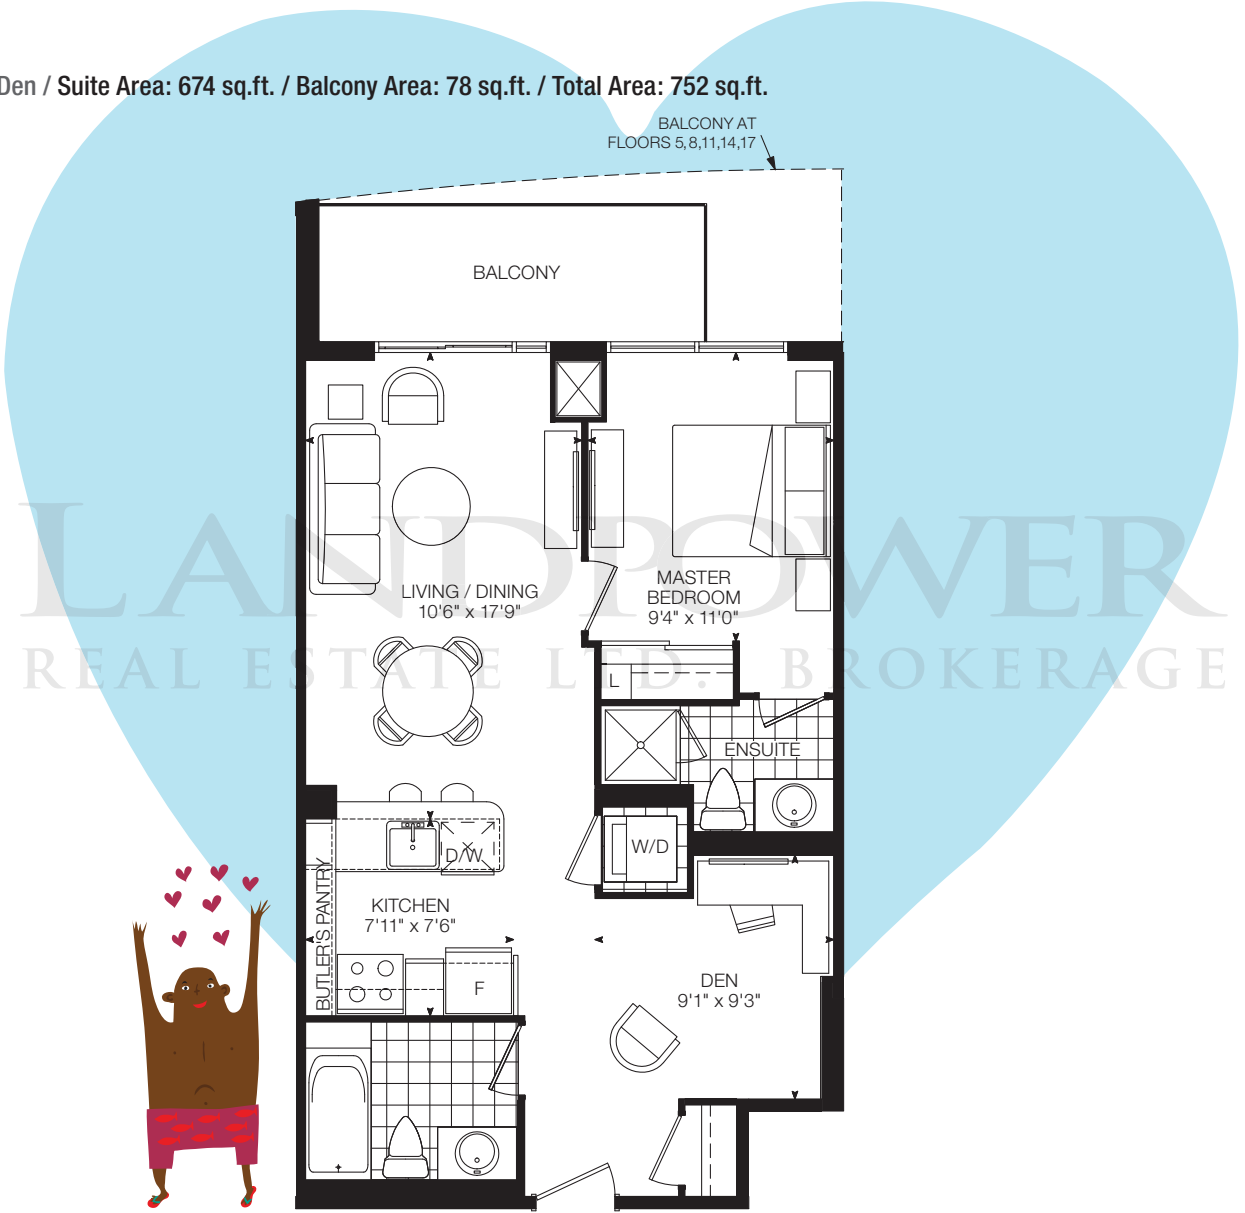 Den / Suite Area: 674 sq.ft. / Balcony Area: 78 sq.ft. / Total Area: 752 sq.ft.
BALCONY AT
FLOORS 5,8,11,14,17
BALCONY
LANDPOWER
REAL ESTATE LTD. BROKERAGE
LIVING / DINING
10'6" x 17'9"
MASTER
BEDROOM
9'4" x 11'0"
L
ENSUITE
W/D
D/W
BUTLER'S PANTRY
KITCHEN
7'11" x 7'6"
F
DEN
9'1" x 9'3"